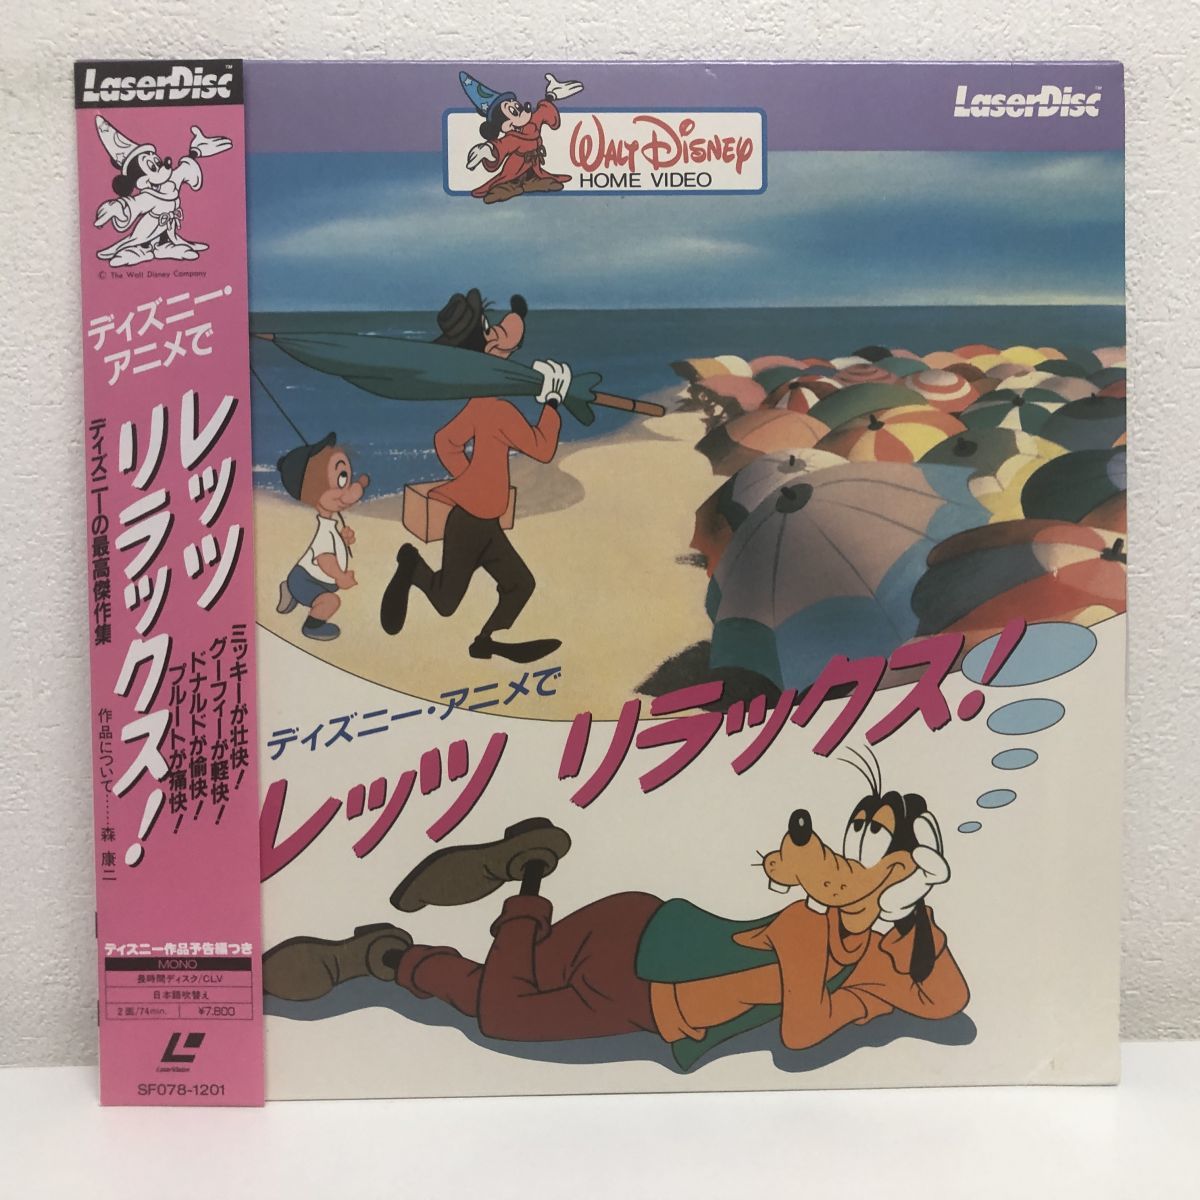 LaserDisc™
© The Walt Disney Company
ディズニー・
アニメで
レッツ
リラックス!
ディズニーの最高傑作集
ミッキーが壮快!
グーフィーが軽快!
ドナルドが愉快!
プルートが痛快!
作品について……森 康二
ディズニー作品予告編つき
MONO
長時間ディスク/CLV
日本語吹替え
2面/74min. ¥7,800
LaserVision
SF078-1201
WALT DISNEY
HOME VIDEO
LaserDisc™
ディズニー・アニメで
レッツ リラックス!